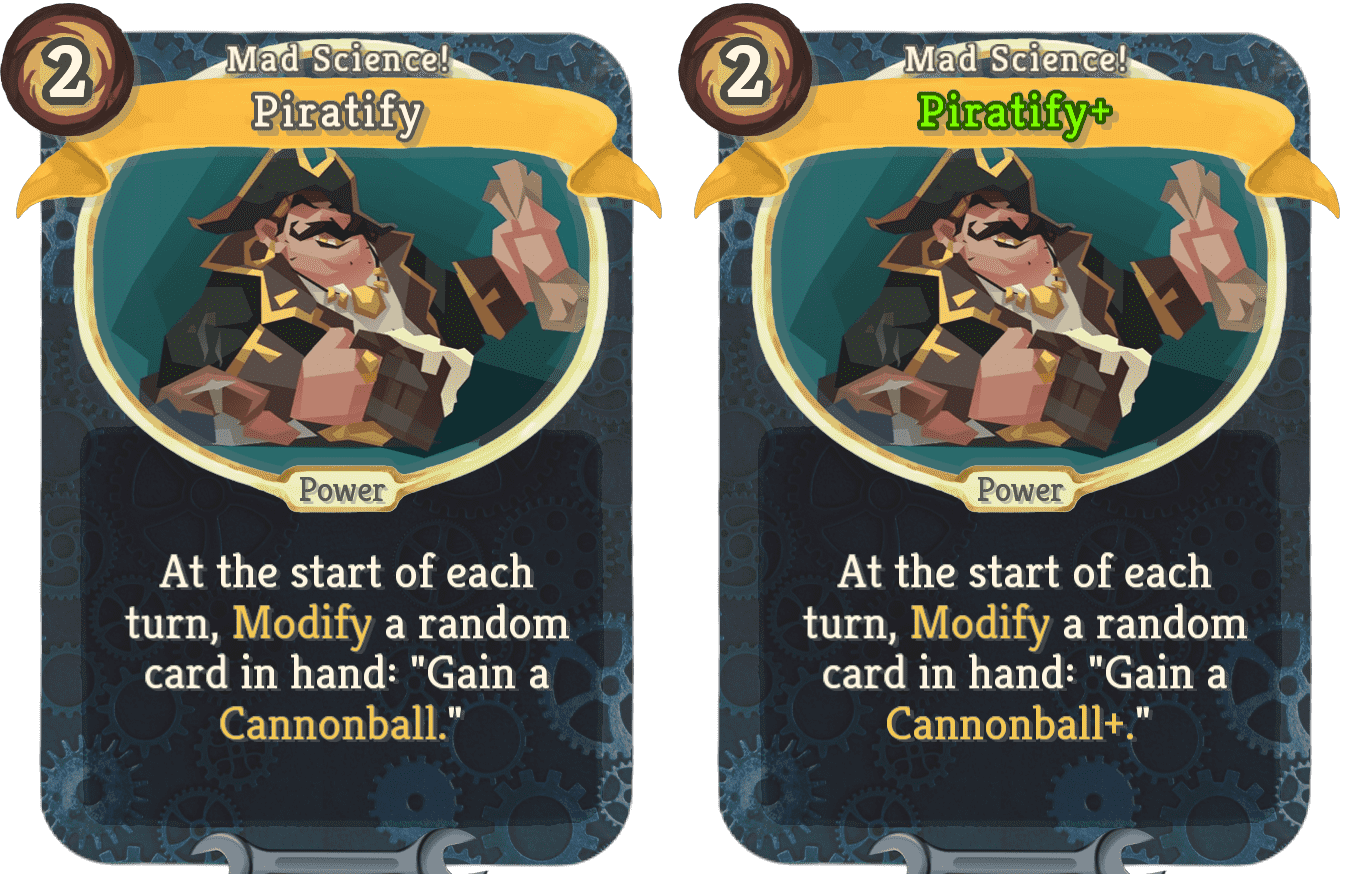 2
Mad Science!
Piratify
Power
At the start of each
turn, Modify a random
card in hand: "Gain a
Cannonball."
2
Mad Science!
Piratify+
Power
At the start of each
turn, Modify a random
card in hand: "Gain a
Cannonball+."